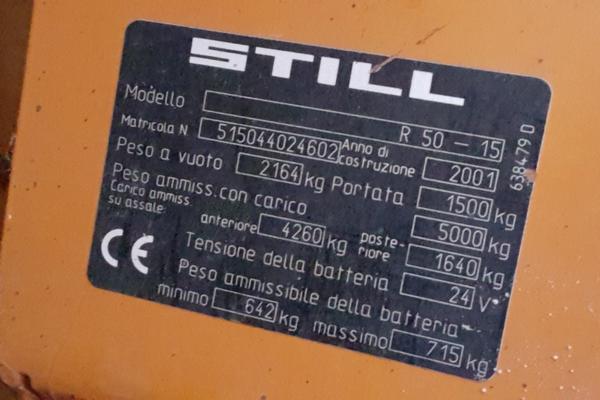 STILL
Modello R 50 - 15
Matricola N 515044024602 Anno di costruzione 2001
Peso a vuoto 2164 kg Portata 1500 kg
Peso ammiss. con carico 5000 kg
Carico ammiss. su assale anteriore 4260 kg poste-riore 1640 kg
Tensione della batteria 24 V
Peso ammissibile della batteria
minimo 642 kg massimo 715 kg
CE
638479 D